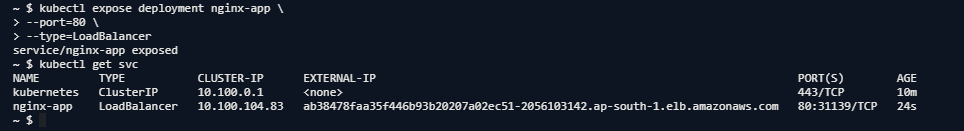 ~ $ kubectl expose deployment nginx-app \
> --port=80 \
> --type=LoadBalancer
service/nginx-app exposed
~ $ kubectl get svc
NAME TYPE CLUSTER-IP EXTERNAL-IP PORT(S) AGE
kubernetes ClusterIP 10.100.0.1 <none> 443/TCP 10m
nginx-app LoadBalancer 10.100.104.83 ab38478faa35f446b93b20207a02ec51-2056103142.ap-south-1.elb.amazonaws.com 80:31139/TCP 24s
~ $